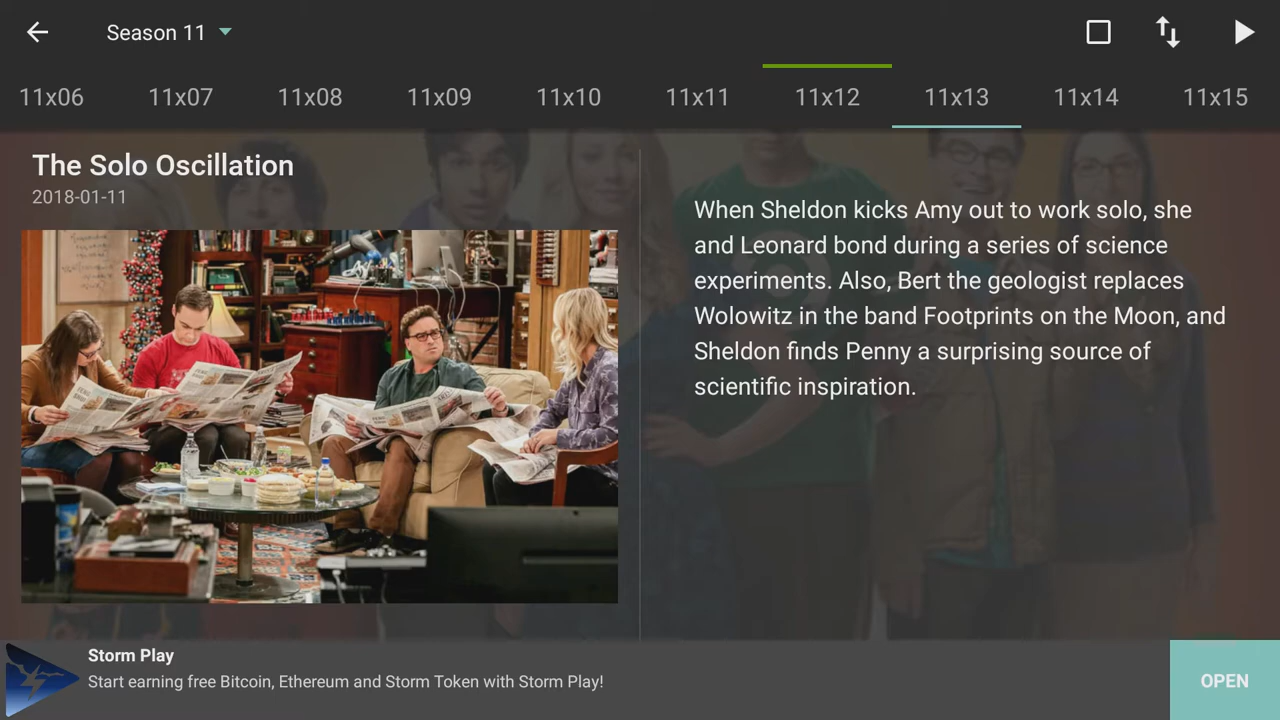 Season 11
11x06 11x07 11x08 11x09 11x10 11x11 11x12 11x13 11x14 11x15
The Solo Oscillation
2018-01-11
When Sheldon kicks Amy out to work solo, she
and Leonard bond during a series of science
experiments. Also, Bert the geologist replaces
Wolowitz in the band Footprints on the Moon, and
Sheldon finds Penny a surprising source of
scientific inspiration.
Storm Play
Start earning free Bitcoin, Ethereum and Storm Token with Storm Play!
OPEN